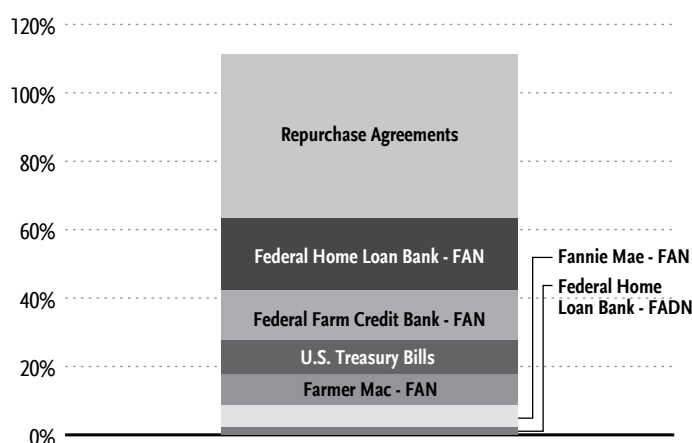 120%
100%
80%
60%
40%
20%
0%
Repurchase Agreements
Federal Home Loan Bank - FAN
Federal Farm Credit Bank - FAN
U.S. Treasury Bills
Farmer Mac - FAN
Fannie Mae - FAN
Federal Home
Loan Bank - FADN